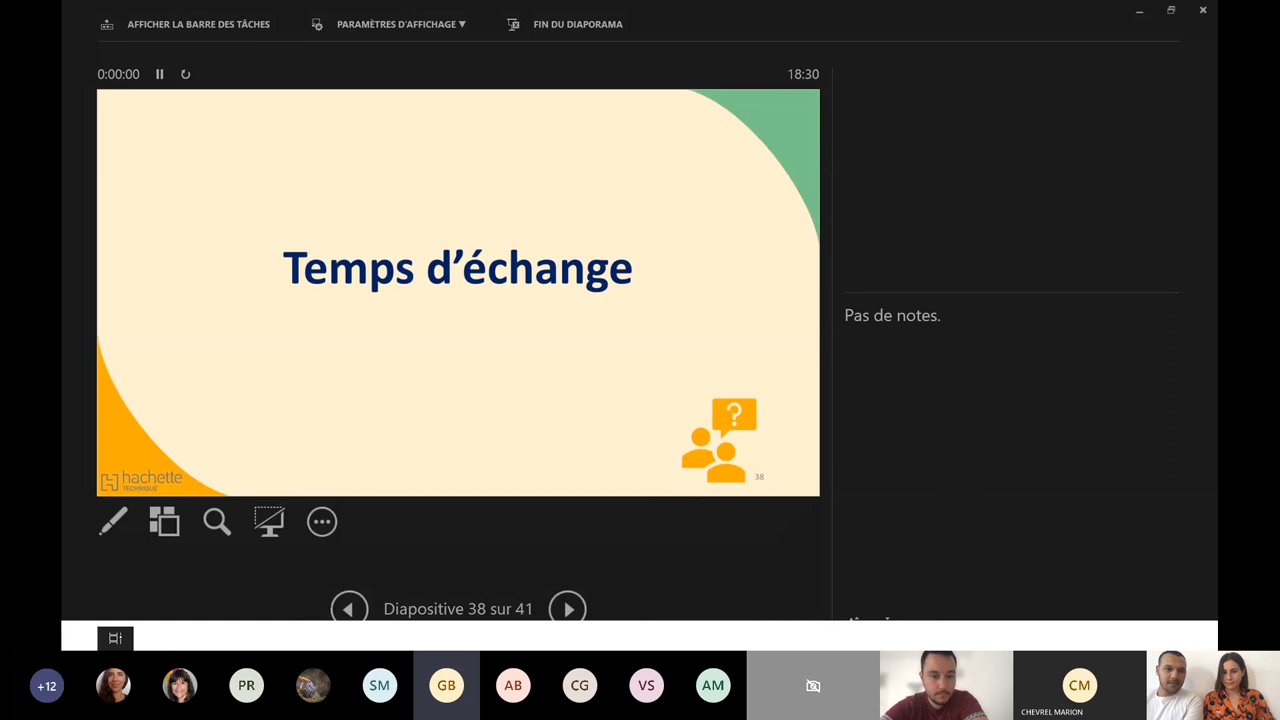 AFFICHER LA BARRE DES TÂCHES
PARAMÈTRES D'AFFICHAGE ▼
FIN DU DIAPORAMA
0:00:00
18:30
Temps d'échange
?
hachette
TECHNIQUE
38
Pas de notes.
Diapositive 38 sur 41
+12
PR
SM
GB
AB
CG
VS
AM
CM
CHEVREL MARION